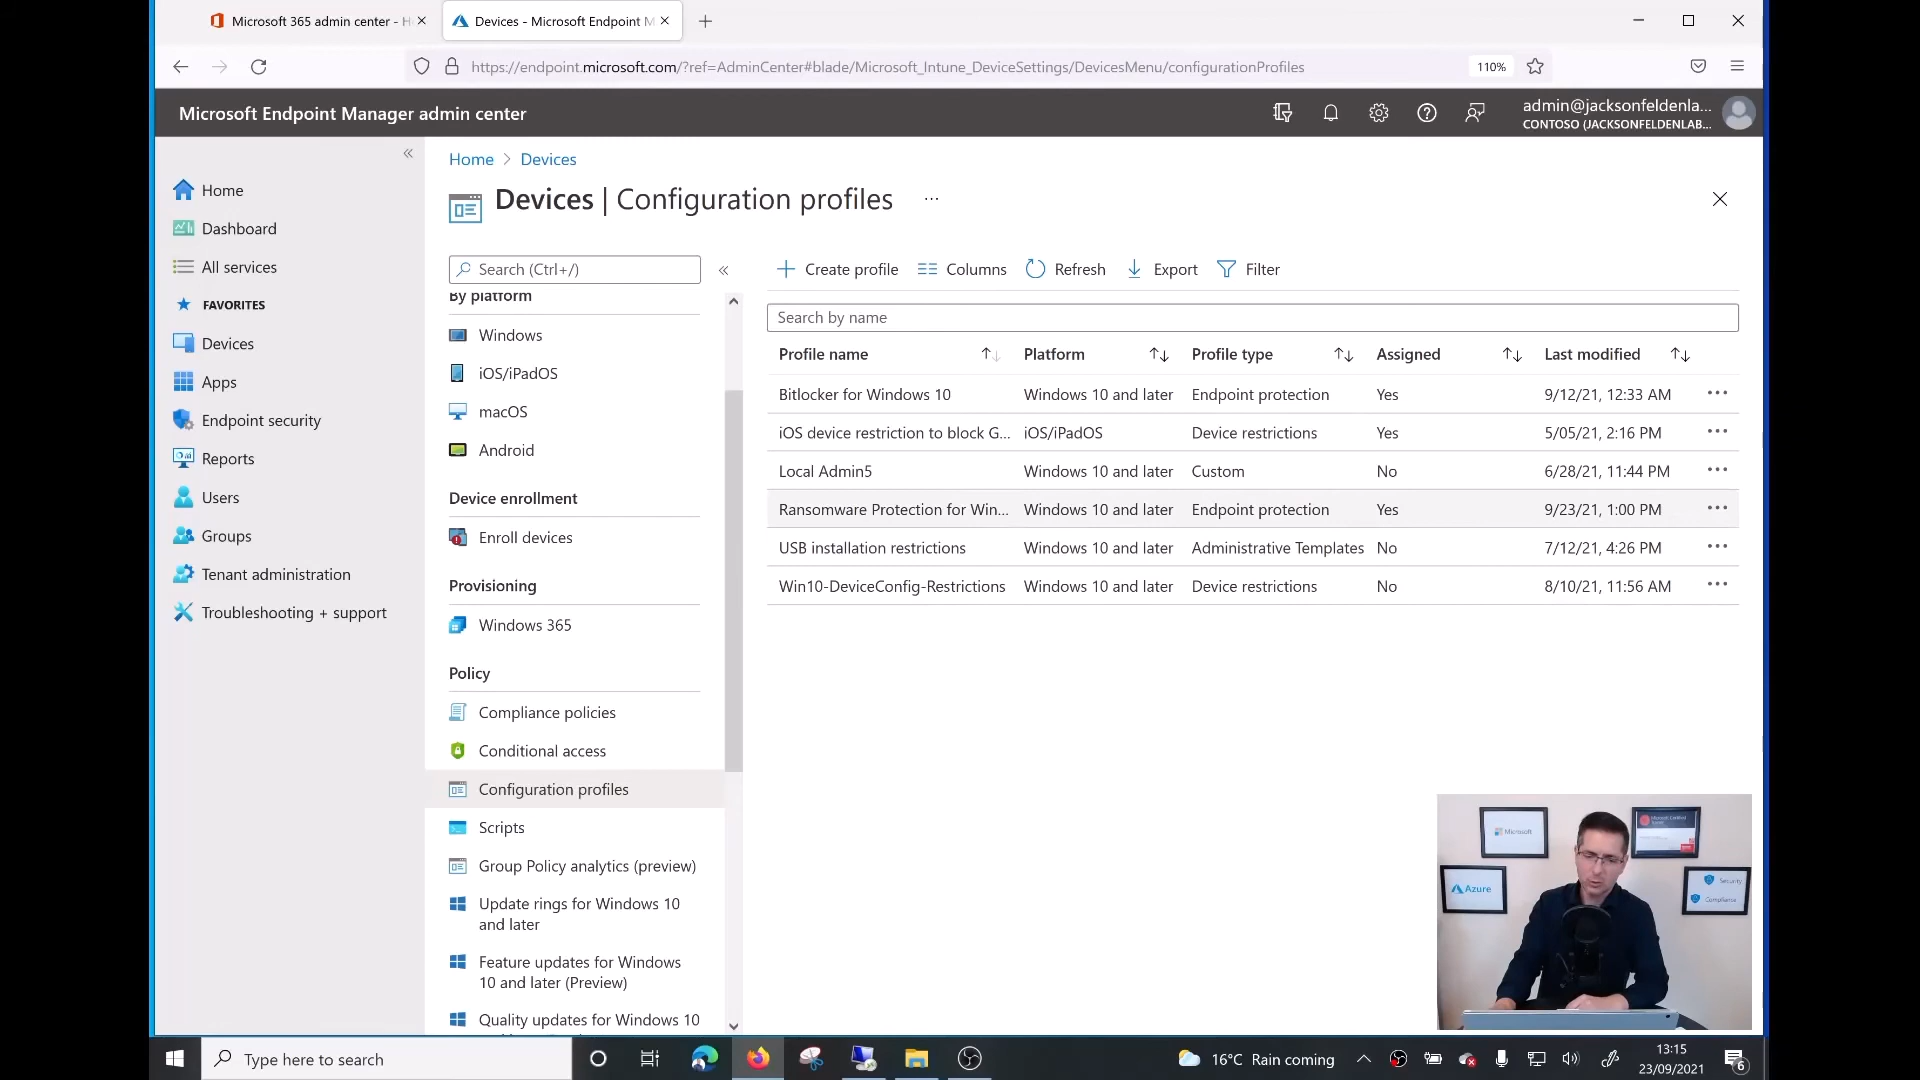 Microsoft 365 admin center - H
Devices - Microsoft Endpoint M
https://endpoint.microsoft.com/?ref=AdminCenter#blade/Microsoft_Intune_DeviceSettings/DevicesMenu/configurationProfiles
110%
Microsoft Endpoint Manager admin center
admin@jacksonfeldenla...
CONTOSO (JACKSONFELDENLAB...
Home
Dashboard
All services
FAVORITES
Devices
Apps
Endpoint security
Reports
Users
Groups
Tenant administration
Troubleshooting + support
Home > Devices
Devices | Configuration profiles ...
Search (Ctrl+/)
By platform
Windows
iOS/iPadOS
macOS
Android
Device enrollment
Enroll devices
Provisioning
Windows 365
Policy
Compliance policies
Conditional access
Configuration profiles
Scripts
Group Policy analytics (preview)
Update rings for Windows 10
and later
Feature updates for Windows
10 and later (Preview)
Quality updates for Windows 10
Create profile Columns Refresh Export Filter
Search by name
Profile name Platform Profile type Assigned Last modified
Bitlocker for Windows 10 Windows 10 and later Endpoint protection Yes 9/12/21, 12:33 AM
iOS device restriction to block G... iOS/iPadOS Device restrictions Yes 5/05/21, 2:16 PM
Local Admin5 Windows 10 and later Custom No 6/28/21, 11:44 PM
Ransomware Protection for Win... Windows 10 and later Endpoint protection Yes 9/23/21, 1:00 PM
USB installation restrictions Windows 10 and later Administrative Templates No 7/12/21, 4:26 PM
Win10-DeviceConfig-Restrictions Windows 10 and later Device restrictions No 8/10/21, 11:56 AM
Microsoft
Azure
Security
Compliance
Type here to search
16°C Rain coming
13:15
23/09/2021
6